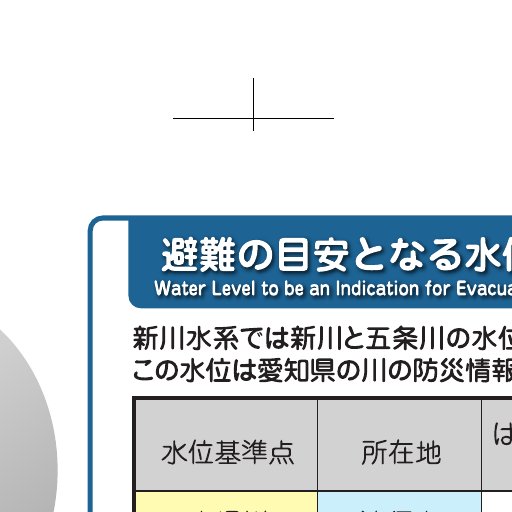 避難の目安となる水位
Water Level to be an Indication for Evacua
新川水系では新川と五条川の水位
この水位は愛知県の川の防災情報
は
水位基準点 所在地